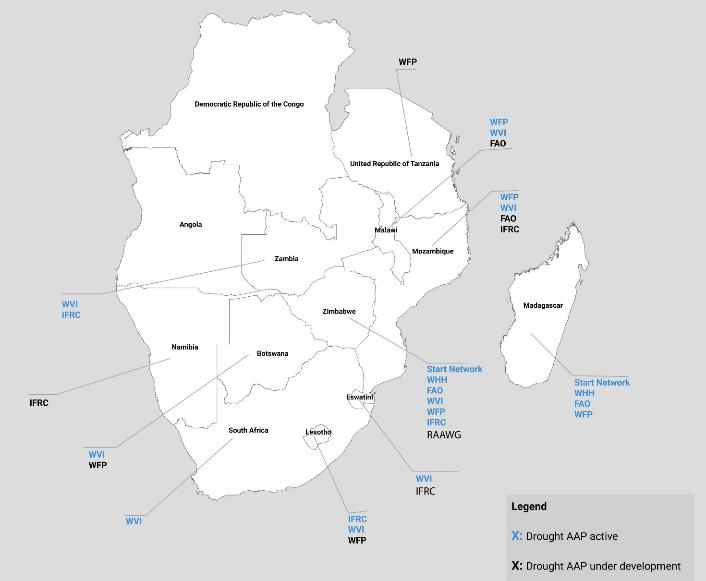 WFP
Democratic Republic of the Congo
WFP
WVI
FAO
United Republic of Tanzania
WFP
WVI
FAO
IFRC
Angola
Malawi
Mozambique
Zambia
WVI
IFRC
Madagascar
Zimbabwe
Namibia
Botswana
Start Network
WHH
FAO
WVI
WFP
IFRC
RAAWG
Start Network
WHH
FAO
WFP
IFRC
Eswatini
South Africa
Lesotho
WVI
WFP
WVI
IFRC
WVI
IFRC
WVI
WFP
Legend
X: Drought AAP active
X: Drought AAP under development